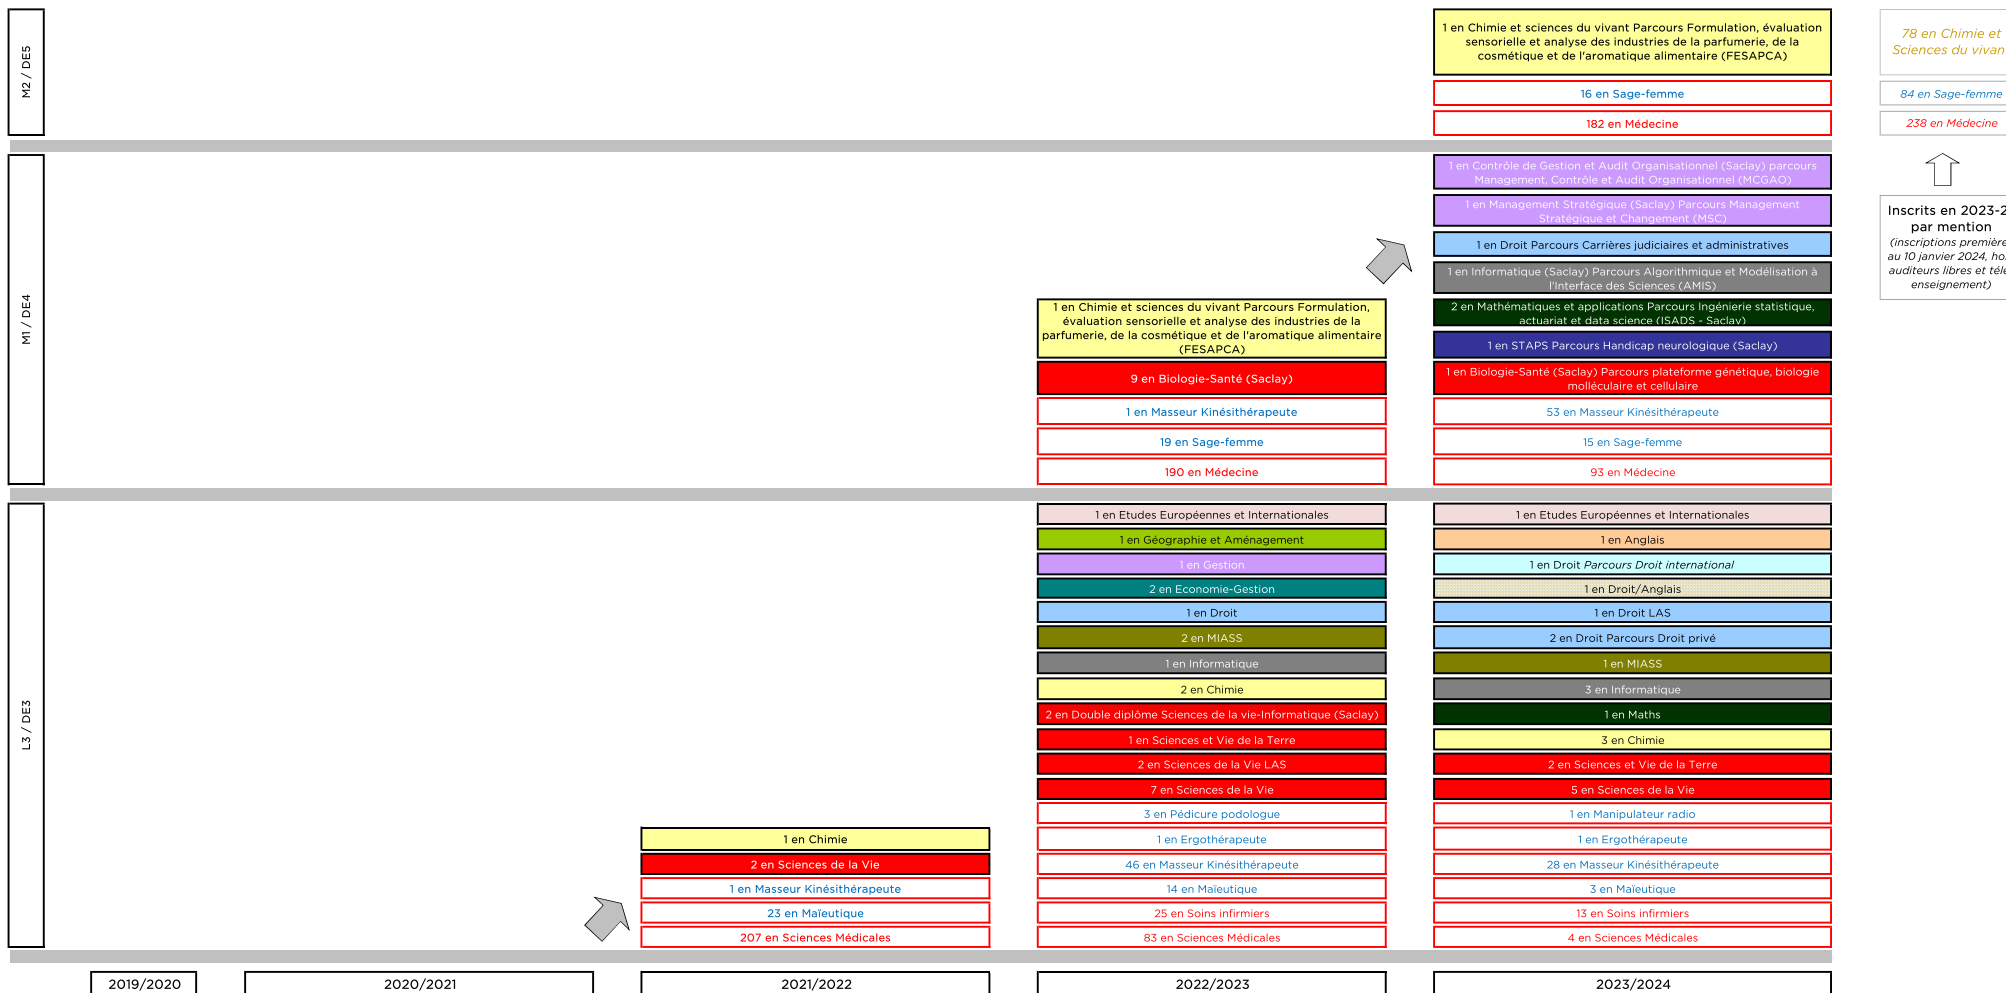 M2 / DE5
1 en Chimie et sciences du vivant Parcours Formulation, évaluation
sensorielle et analyse des industries de la parfumerie, de la
cosmétique et de l'aromatique alimentaire (FESAPCA)
16 en Sage-femme
182 en Médecine
78 en Chimie et
Sciences du vivan
84 en Sage-femme
238 en Médecine
Inscrits en 2023-2
par mention
(inscriptions première
au 10 janvier 2024, ho
auditeurs libres et télé
enseignement)
M1 / DE4
1 en Chimie et sciences du vivant Parcours Formulation,
évaluation sensorielle et analyse des industries de la
parfumerie, de la cosmétique et de l'aromatique alimentaire
(FESAPCA)
9 en Biologie-Santé (Saclay)
1 en Masseur Kinésithérapeute
19 en Sage-femme
190 en Médecine
1 en Contrôle de Gestion et Audit Organisationnel (Saclay) parcours
Management, Contrôle et Audit Organisationnel (MCGAO)
1 en Management Stratégique (Saclay) Parcours Management
Stratégique et Changement (MSC)
1 en Droit Parcours Carrières judiciaires et administratives
1 en Informatique (Saclay) Parcours Algorithmique et Modélisation à
l'Interface des Sciences (AMIS)
2 en Mathématiques et applications Parcours Ingénierie statistique,
actuariat et data science (ISADS - Saclay)
1 en STAPS Parcours Handicap neurologique (Saclay)
1 en Biologie-Santé (Saclay) Parcours plateforme génétique, biologie
molléculaire et cellulaire
53 en Masseur Kinésithérapeute
15 en Sage-femme
93 en Médecine
L3 / DE3
1 en Chimie
2 en Sciences de la Vie
1 en Masseur Kinésithérapeute
23 en Maïeutique
207 en Sciences Médicales
1 en Etudes Européennes et Internationales
1 en Géographie et Aménagement
1 en Gestion
2 en Economie-Gestion
1 en Droit
2 en MIASS
1 en Informatique
2 en Chimie
2 en Double diplôme Sciences de la vie-Informatique (Saclay)
1 en Sciences et Vie de la Terre
2 en Sciences de la Vie LAS
7 en Sciences de la Vie
3 en Pédicure podologue
1 en Ergothérapeute
46 en Masseur Kinésithérapeute
14 en Maïeutique
25 en Soins infirmiers
83 en Sciences Médicales
1 en Etudes Européennes et Internationales
1 en Anglais
1 en Droit Parcours Droit international
1 en Droit/Anglais
1 en Droit LAS
2 en Droit Parcours Droit privé
1 en MIASS
3 en Informatique
1 en Maths
3 en Chimie
2 en Sciences et Vie de la Terre
5 en Sciences de la Vie
1 en Manipulateur radio
1 en Ergothérapeute
28 en Masseur Kinésithérapeute
3 en Maïeutique
13 en Soins infirmiers
4 en Sciences Médicales
2019/2020
2020/2021
2021/2022
2022/2023
2023/2024